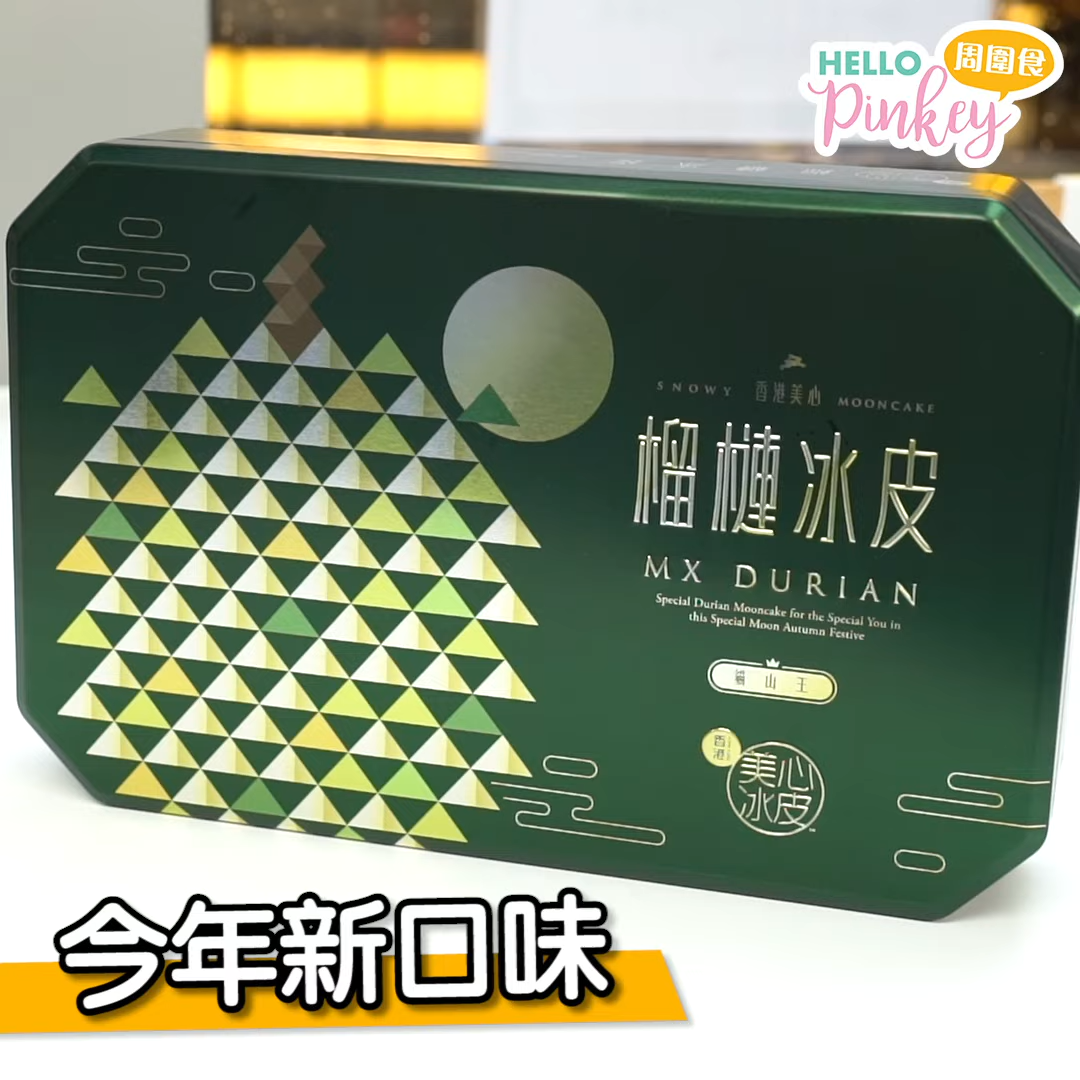 HELLO 周圍食
Pinkey
SNOWY 香港美心 MOONCAKE
榴槤冰皮
MX DURIAN
Special Durian Mooncake for the Special You in
this Special Moon Autumn Festive
貓山王
香港
美心
冰皮
今年新口味